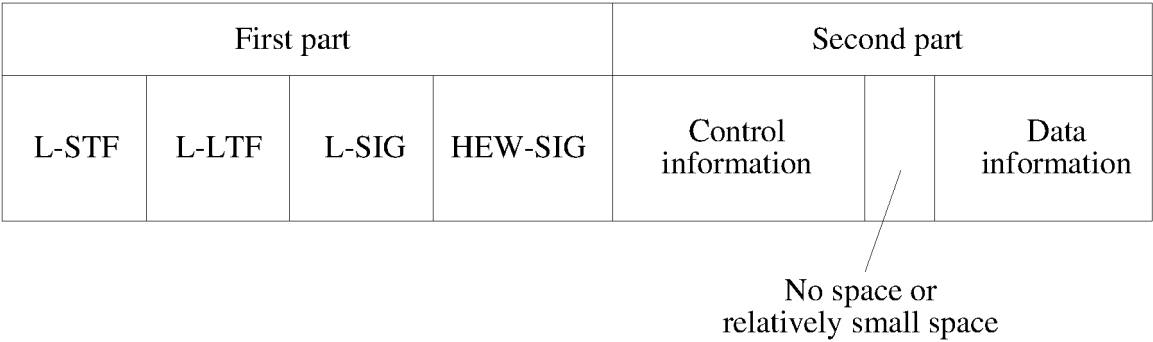 First part
Second part
L-STF
L-LTF
L-SIG
HEW-SIG
Control
information
Data
information
No space or
relatively small space